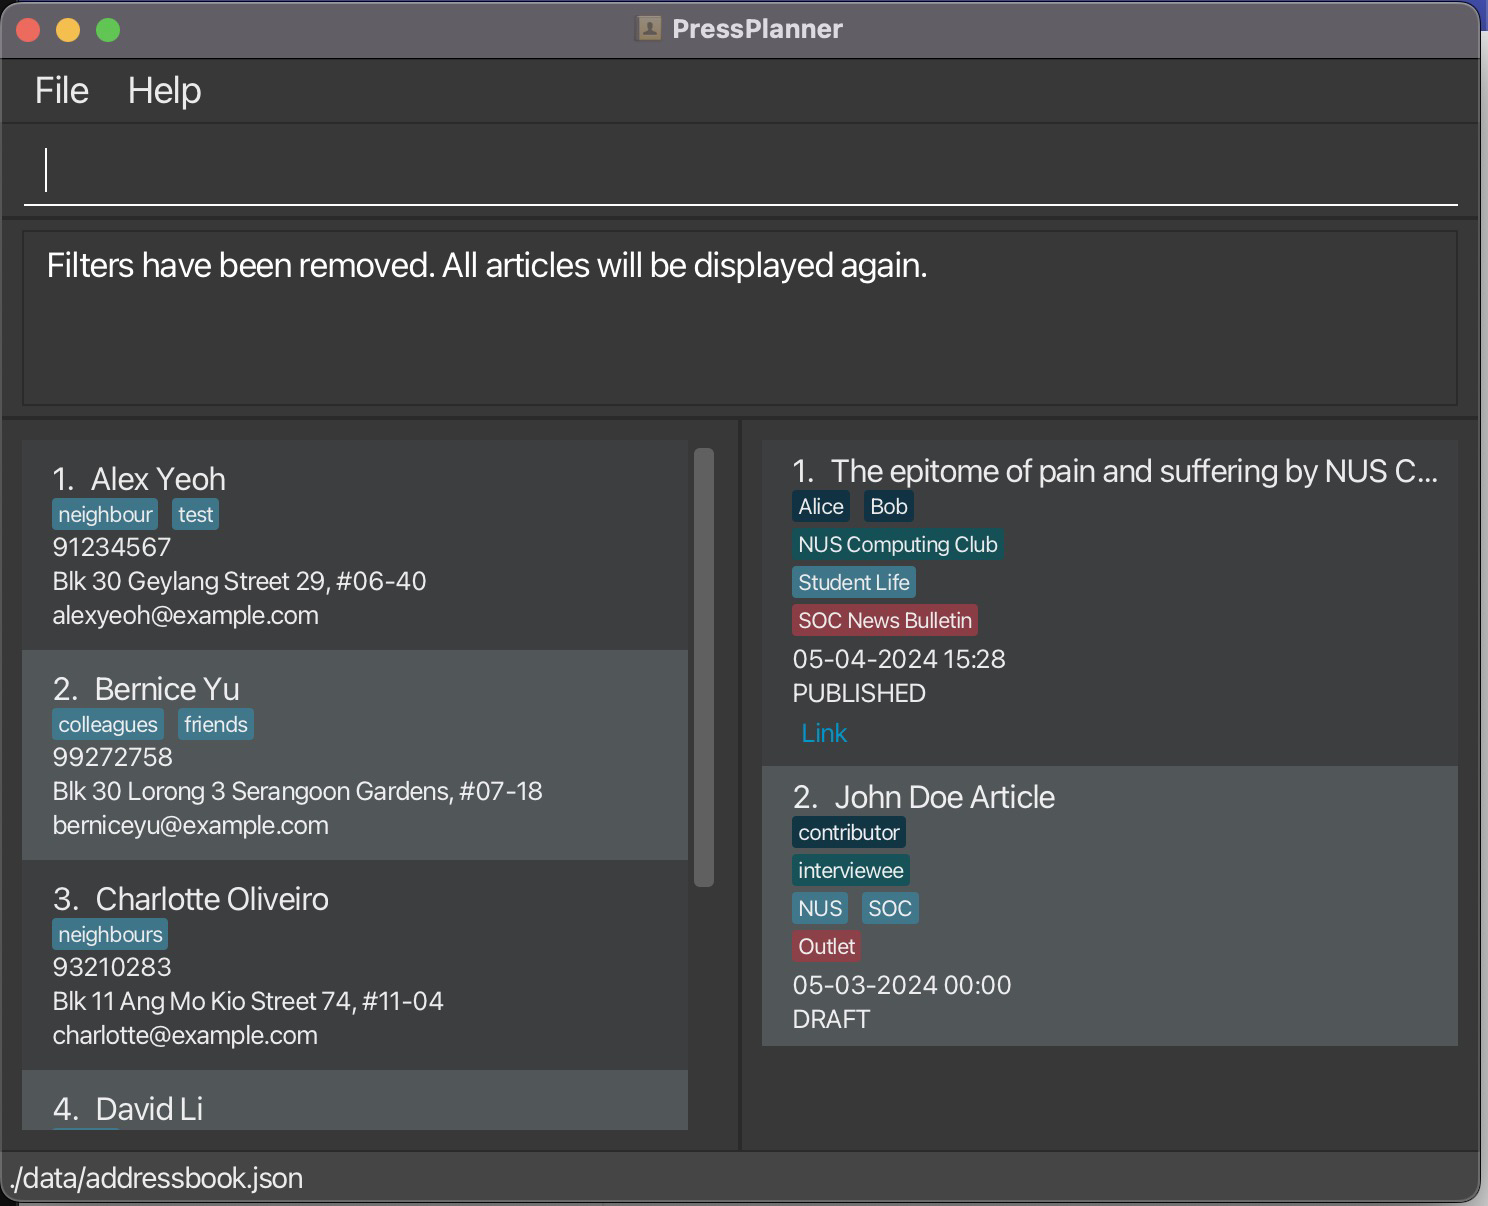 PressPlanner
File Help
Filters have been removed. All articles will be displayed again.
1. Alex Yeoh
neighbour test
91234567
Blk 30 Geylang Street 29, #06-40
alexyeoh@example.com
2. Bernice Yu
colleagues friends
99272758
Blk 30 Lorong 3 Serangoon Gardens, #07-18
berniceyu@example.com
3. Charlotte Oliveiro
neighbours
93210283
Blk 11 Ang Mo Kio Street 74, #11-04
charlotte@example.com
4. David Li
1. The epitome of pain and suffering by NUS C...
Alice Bob
NUS Computing Club
Student Life
SOC News Bulletin
05-04-2024 15:28
PUBLISHED
Link
2. John Doe Article
contributor
interviewee
NUS SOC
Outlet
05-03-2024 00:00
DRAFT
./data/addressbook.json